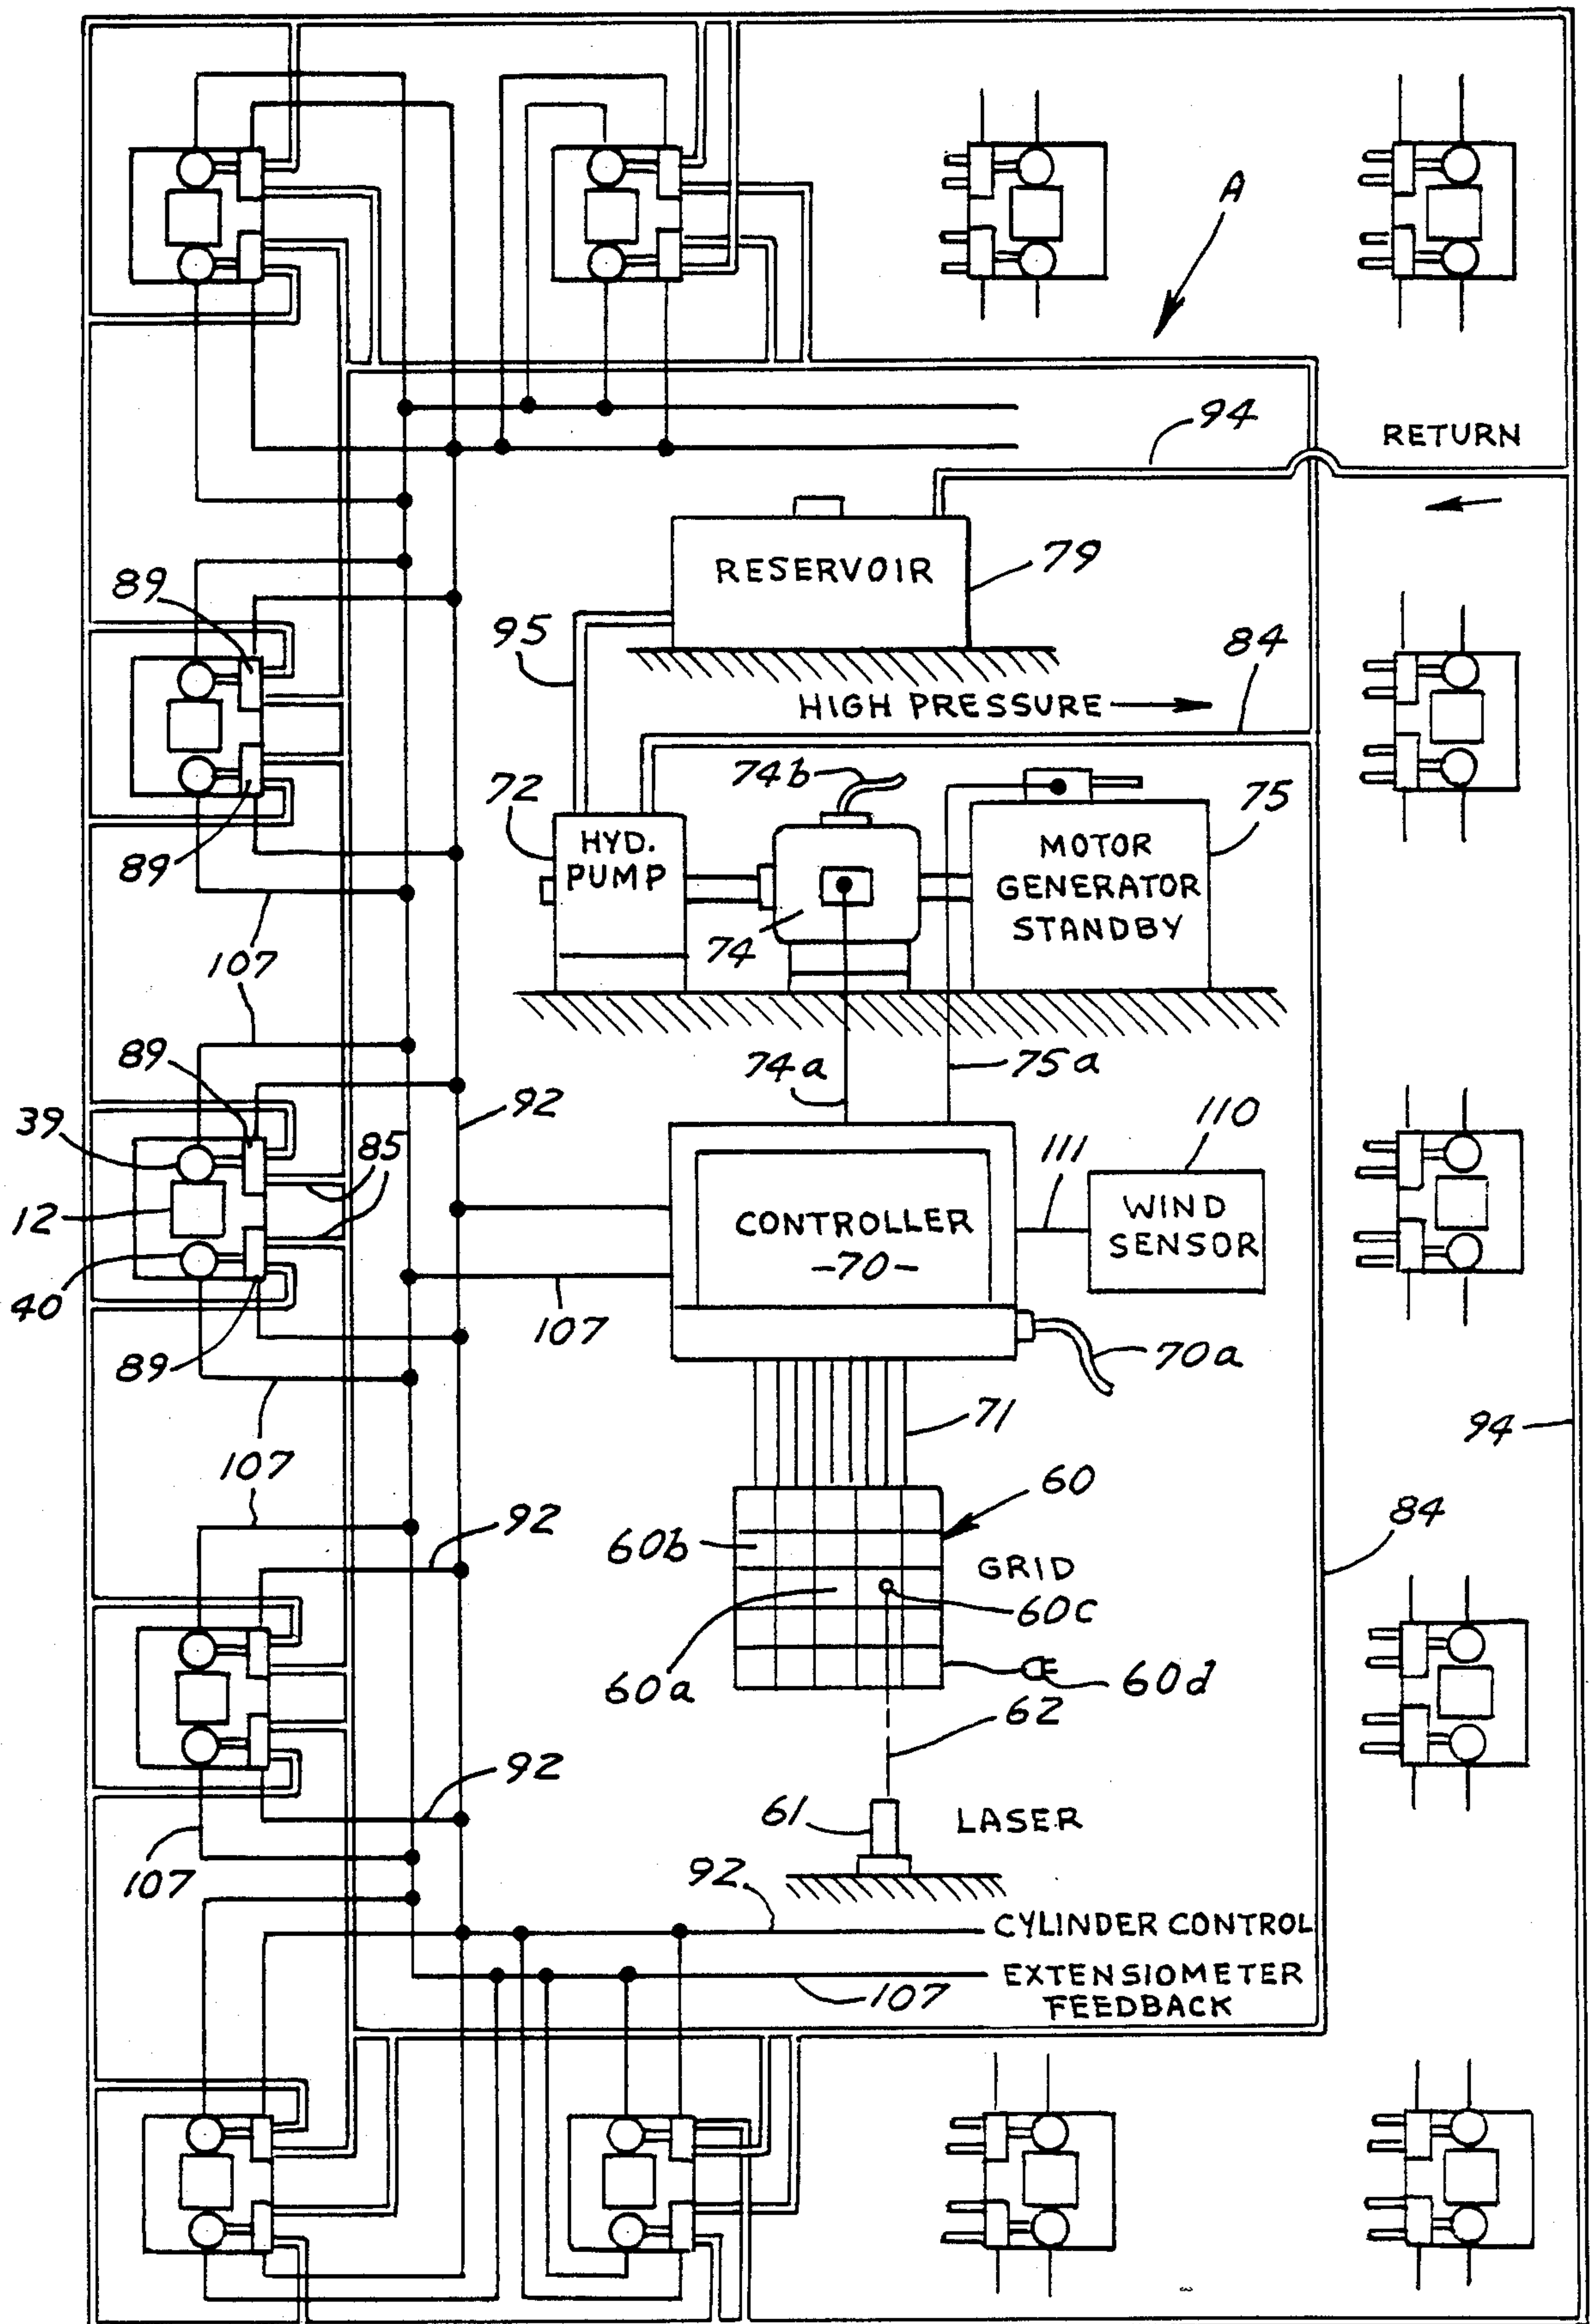 A
94
RETURN
89
RESERVOIR
79
95
84
HIGH PRESSURE
74b
72
75
HYD.
PUMP
MOTOR
GENERATOR
STANDBY
89
74
107
89
74a
75a
92
39
110
85
111
12
CONTROLLER
-70-
WIND
SENSOR
40
107
89
70a
71
94
107
60
92
84
60b
GRID
60c
60a
60d
62
92
61
LASER
107
92
CYLINDER CONTROL
EXTENSIOMETER
FEEDBACK
107